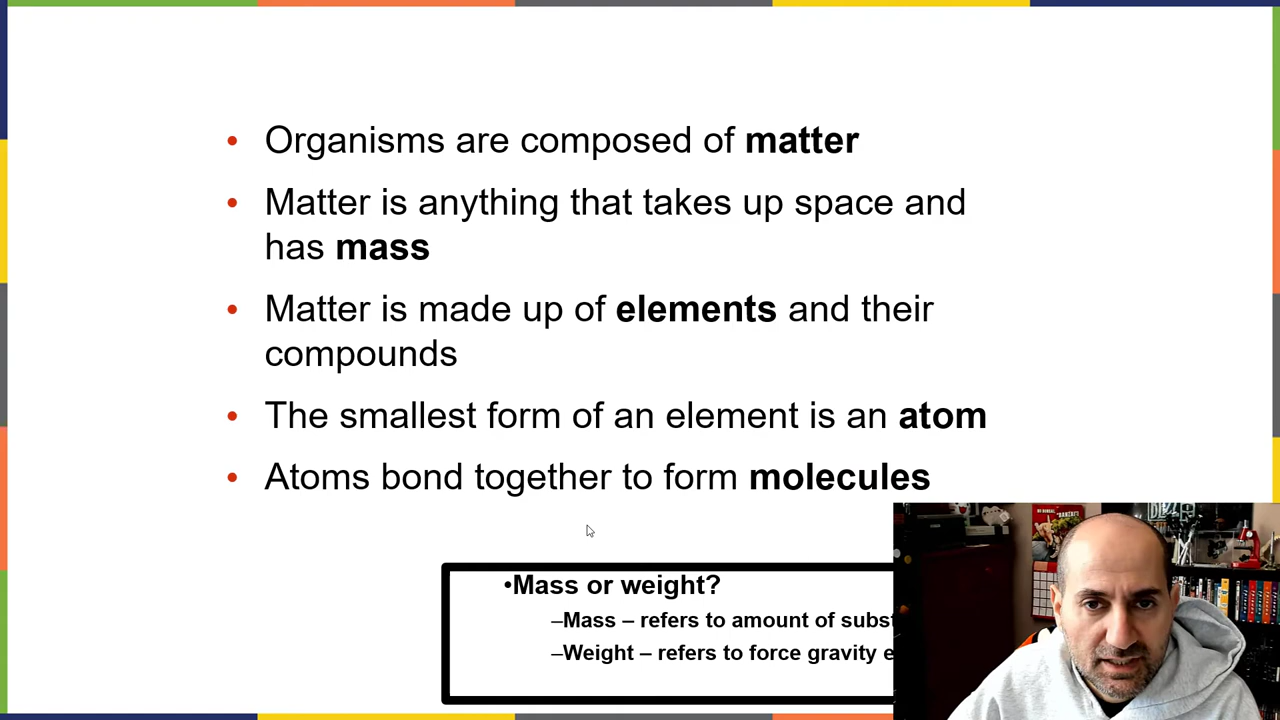 • Organisms are composed of matter
• Matter is anything that takes up space and
has mass
• Matter is made up of elements and their
compounds
• The smallest form of an element is an atom
• Atoms bond together to form molecules
•Mass or weight?
–Mass – refers to amount of subst
–Weight – refers to force gravity e